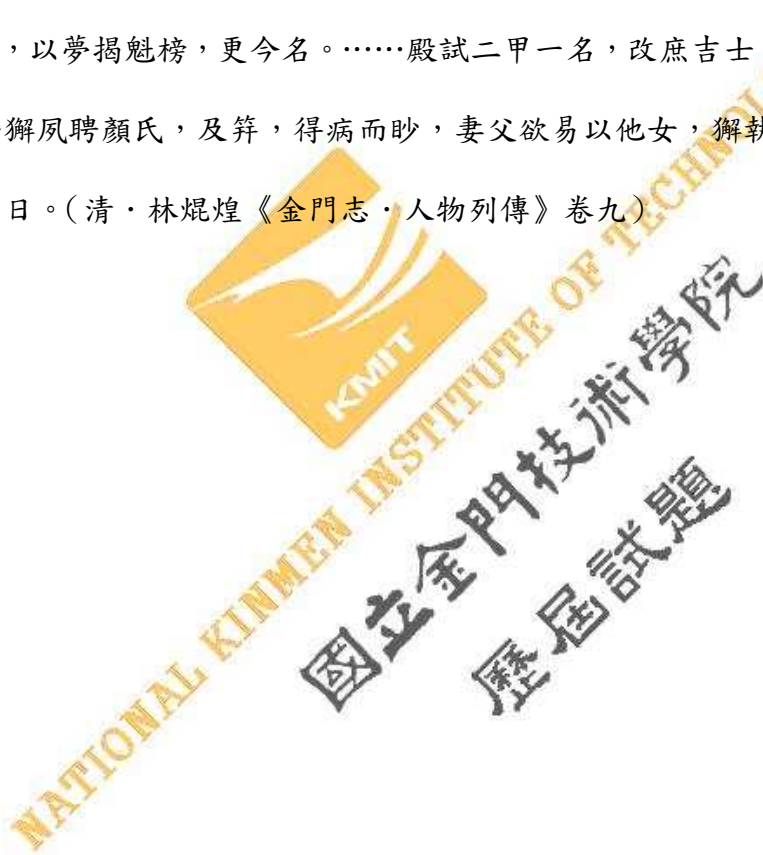 ，以夢揭魁榜，更今名。……殿試二甲一名，改庶吉士
獬夙聘顏氏，及笄，得病而眇，妻父欲易以他女，獬執
日。（清．林焜煌《金門志．人物列傳》卷九）
KMIT
NATIONAL KINMEN INSTITUTE OF TECHNOLO
國立金門技術學院
歷屆試題